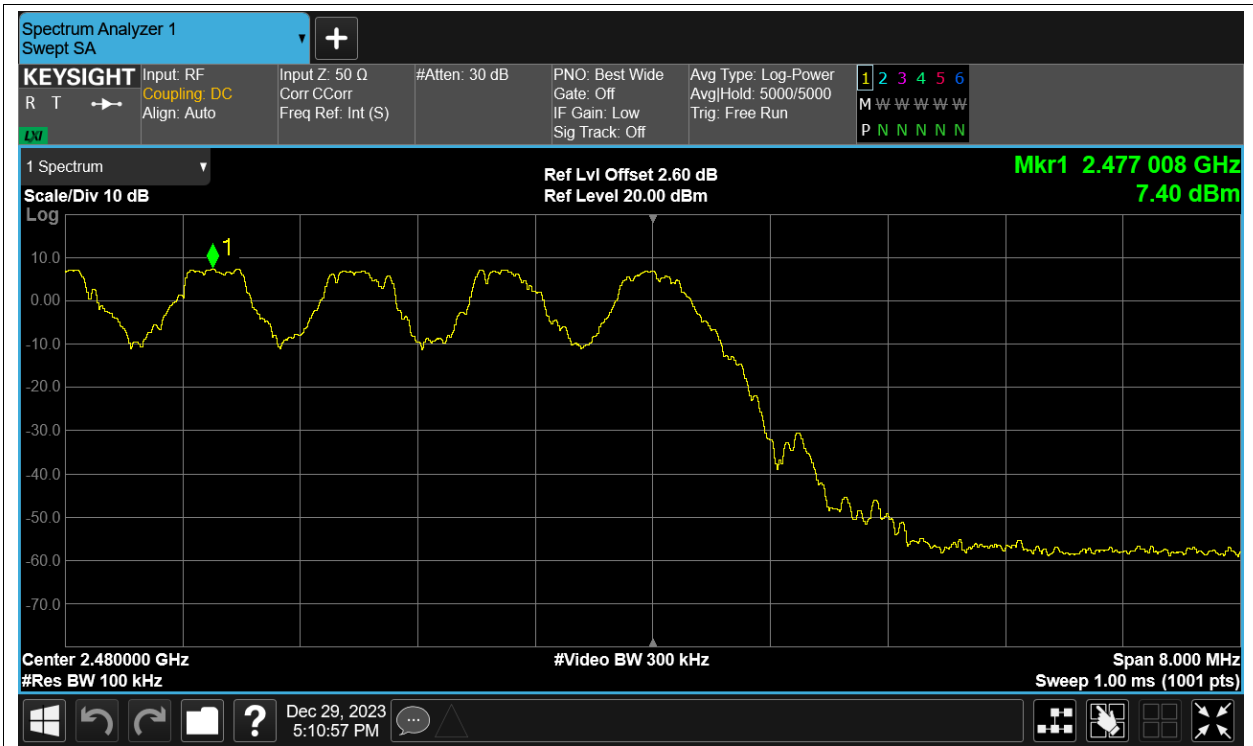 Spectrum Analyzer 1
Swept SA
KEYSIGHT
R T
LXI
Input: RF
Coupling: DC
Align: Auto
Input Z: 50 Ω
Corr CCorr
Freq Ref: Int (S)
#Atten: 30 dB
PNO: Best Wide
Gate: Off
IF Gain: Low
Sig Track: Off
Avg Type: Log-Power
Avg|Hold: 5000/5000
Trig: Free Run
1 2 3 4 5 6
M W W W W W
P N N N N N
1 Spectrum
Scale/Div 10 dB
Log
Ref Lvl Offset 2.60 dB
Ref Level 20.00 dBm
Mkr1 2.477 008 GHz
7.40 dBm
1
10.0
0.00
-10.0
-20.0
-30.0
-40.0
-50.0
-60.0
-70.0
Center 2.480000 GHz
#Res BW 100 kHz
#Video BW 300 kHz
Span 8.000 MHz
Sweep 1.00 ms (1001 pts)
?
Dec 29, 2023
5:10:57 PM